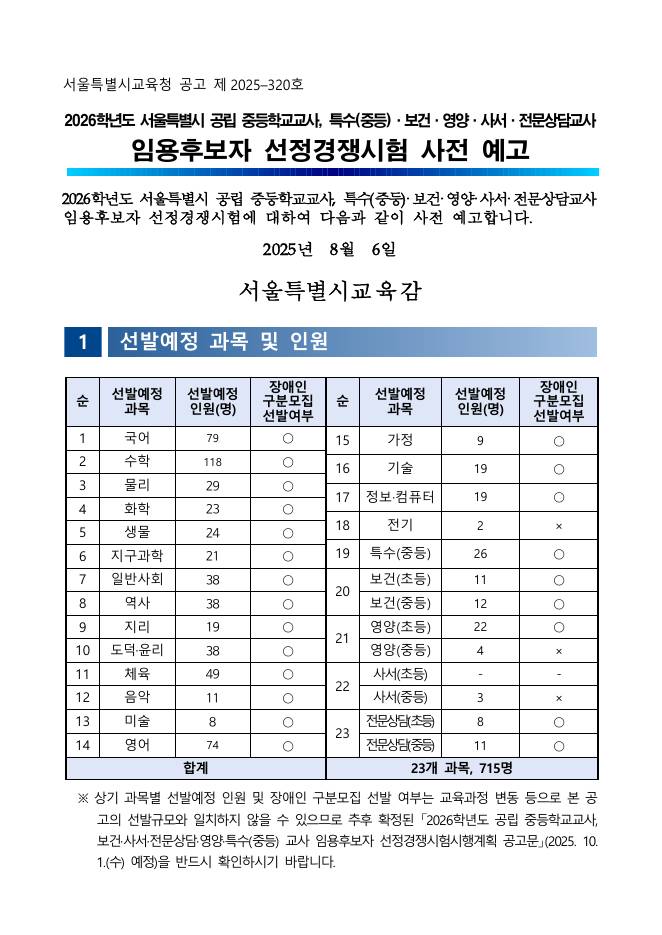 서울특별시교육청 공고 제 2025–320호
2026학년도 서울특별시 공립 중등학교교사, 특수(중등)·보건·영양·사서·전문상담교사
임용후보자 선정경쟁시험 사전 예고
2026학년도 서울특별시 공립 중등학교교사, 특수(중등)·보건·영양·사서·전문상담교사
임용후보자 선정경쟁시험에 대하여 다음과 같이 사전 예고합니다.
2025년 8월 6일
서울특별시교육감
1 선발예정 과목 및 인원
순 선발예정 과목 선발예정 인원(명) 장애인 구분모집 선발여부 순 선발예정 과목 선발예정 인원(명) 장애인 구분모집 선발여부
1 국어 79 ○
2 수학 118 ○
3 물리 29 ○
4 화학 23 ○
5 생물 24 ○
6 지구과학 21 ○
7 일반사회 38 ○
8 역사 38 ○
9 지리 19 ○
10 도덕·윤리 38 ○
11 체육 49 ○
12 음악 11 ○
13 미술 8 ○
14 영어 74 ○
15 가정 9 ○
16 기술 19 ○
17 정보·컴퓨터 19 ○
18 전기 2 ×
19 특수(중등) 26 ○
20 보건(초등) 11 ○
보건(중등) 12 ○
21 영양(초등) 22 ○
영양(중등) 4 ×
22 사서(초등) - -
사서(중등) 3 ×
23 전문상담(초등) 8 ○
전문상담(중등) 11 ○
합계 23개 과목, 715명
※ 상기 과목별 선발예정 인원 및 장애인 구분모집 선발 여부는 교육과정 변동 등으로 본 공
고의 선발규모와 일치하지 않을 수 있으므로 추후 확정된 「2026학년도 공립 중등학교교사,
보건·사서·전문상담·영양·특수(중등) 교사 임용후보자 선정경쟁시험시행계획 공고문」(2025. 10.
1.(수) 예정)을 반드시 확인하시기 바랍니다.